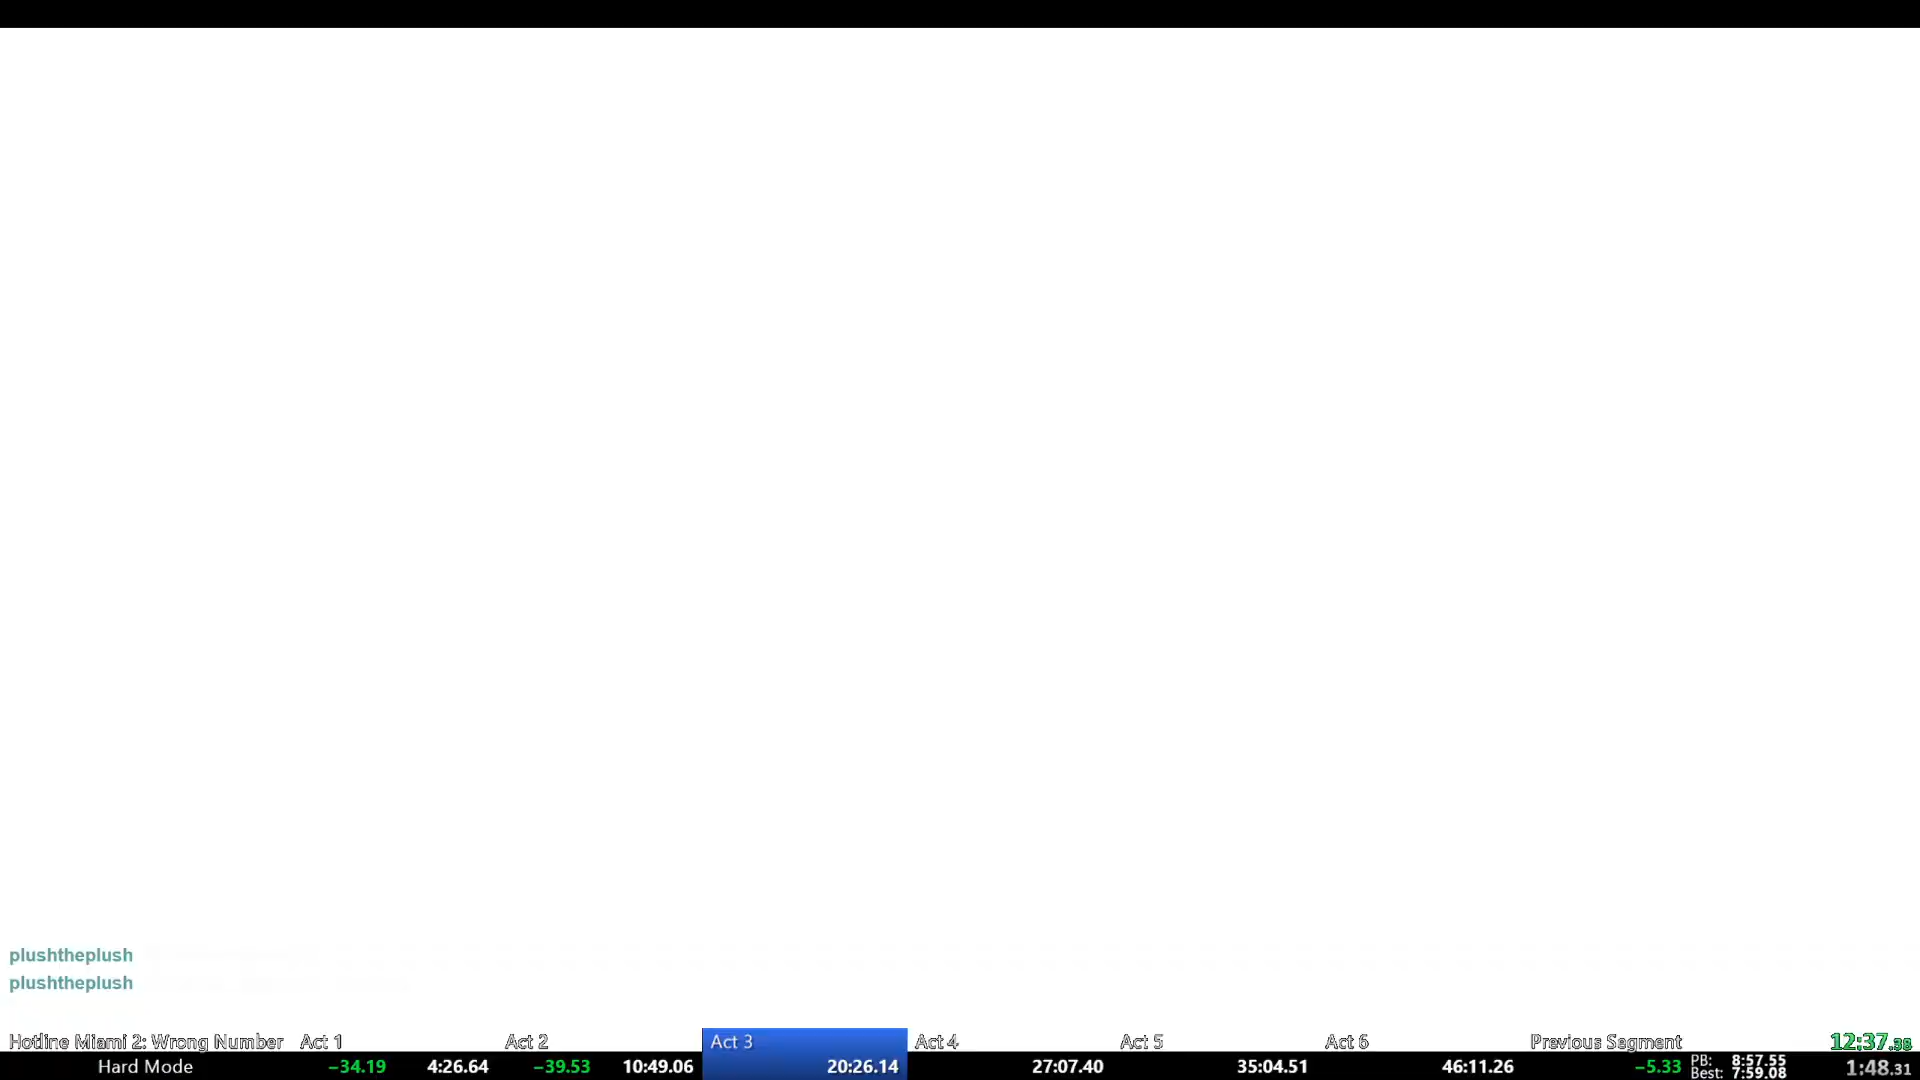 plushtheplush
plushtheplush
Hotline Miami 2: Wrong Number Act 1 Act 2 Act 3 Act 4 Act 5 Act 6 Previous Segment 12:37.38
Hard Mode −34.19 4:26.64 −39.53 10:49.06 20:26.14 27:07.40 35:04.51 46:11.26 −5.33 PB: 8:57.55 1:48.31
Best: 7:59.08